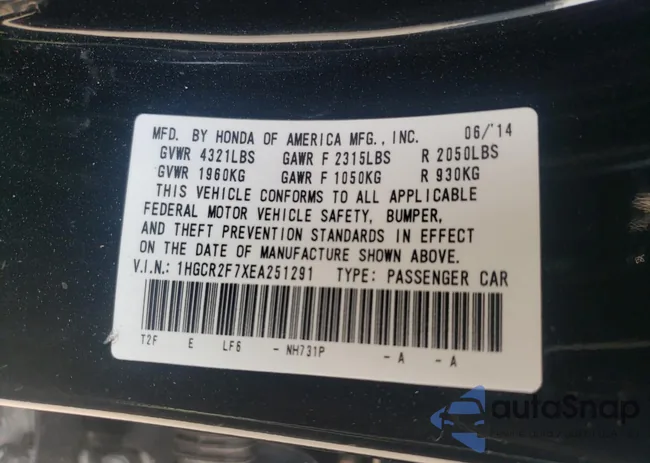 MFD. BY HONDA OF AMERICA MFG., INC. 06/'14
GVWR 4321LBS GAWR F 2315LBS R 2050LBS
GVWR 1960KG GAWR F 1050KG R 930KG
THIS VEHICLE CONFORMS TO ALL APPLICABLE
FEDERAL MOTOR VEHICLE SAFETY, BUMPER,
AND THEFT PREVENTION STANDARDS IN EFFECT
ON THE DATE OF MANUFACTURE SHOWN ABOVE.
V.I.N.: 1HGCR2F7XEA251291 TYPE: PASSENGER CAR
T2F E LF6 - NH731P - A - A
autoSnap